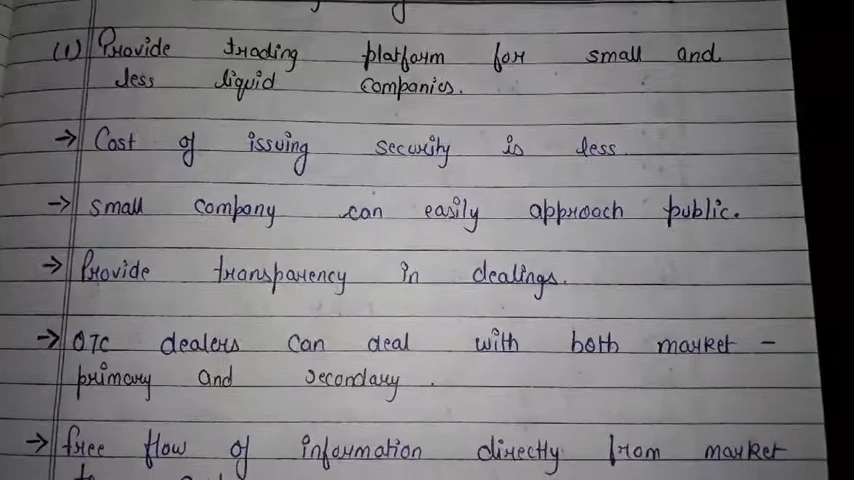 (1) Provide trading platform for small and
less liquid companies.
→ Cost of issuing security is less.
→ small company can easily approach public.
→ Provide transparency in dealings.
→ OTC dealers can deal with both market -
primary and secondary.
→ free flow of information directly from market